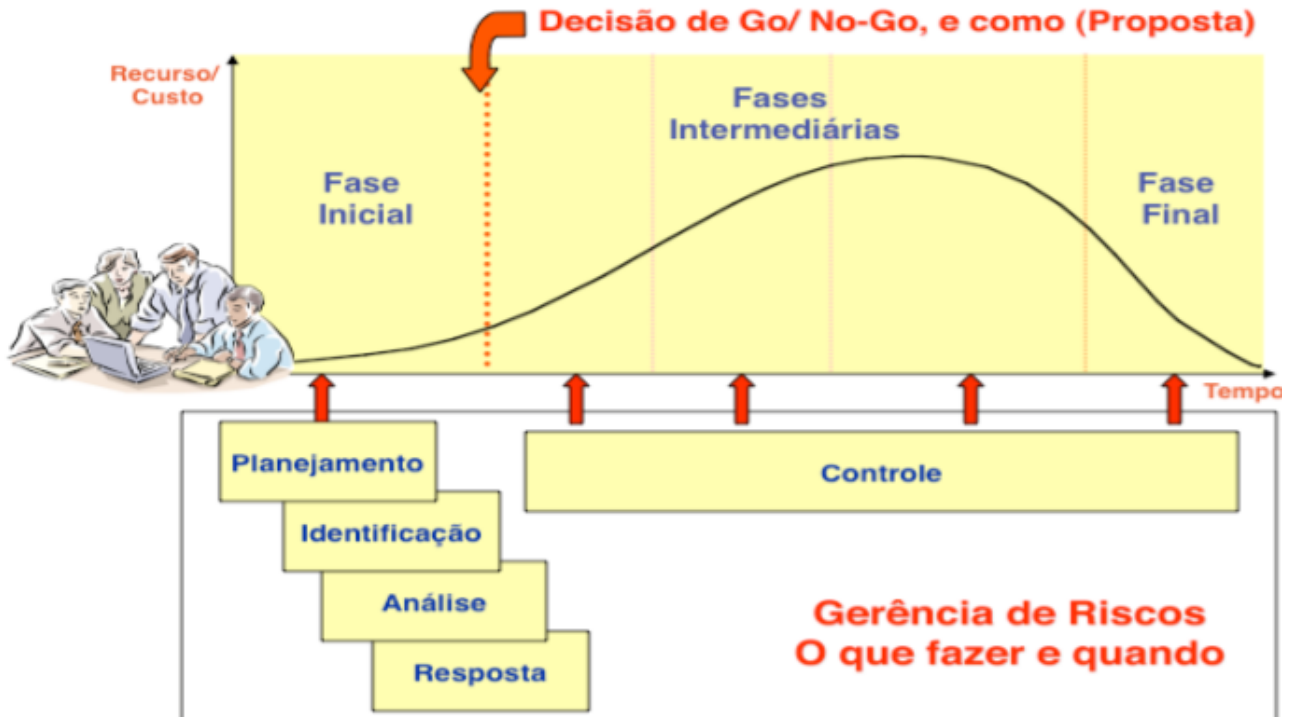 Decisão de Go/ No-Go, e como (Proposta)
Recurso/
Custo
Fases
Intermediárias
Fase
Inicial
Fase
Final
Tempo
Planejamento
Controle
Identificação
Análise
Resposta
Gerência de Riscos
O que fazer e quando